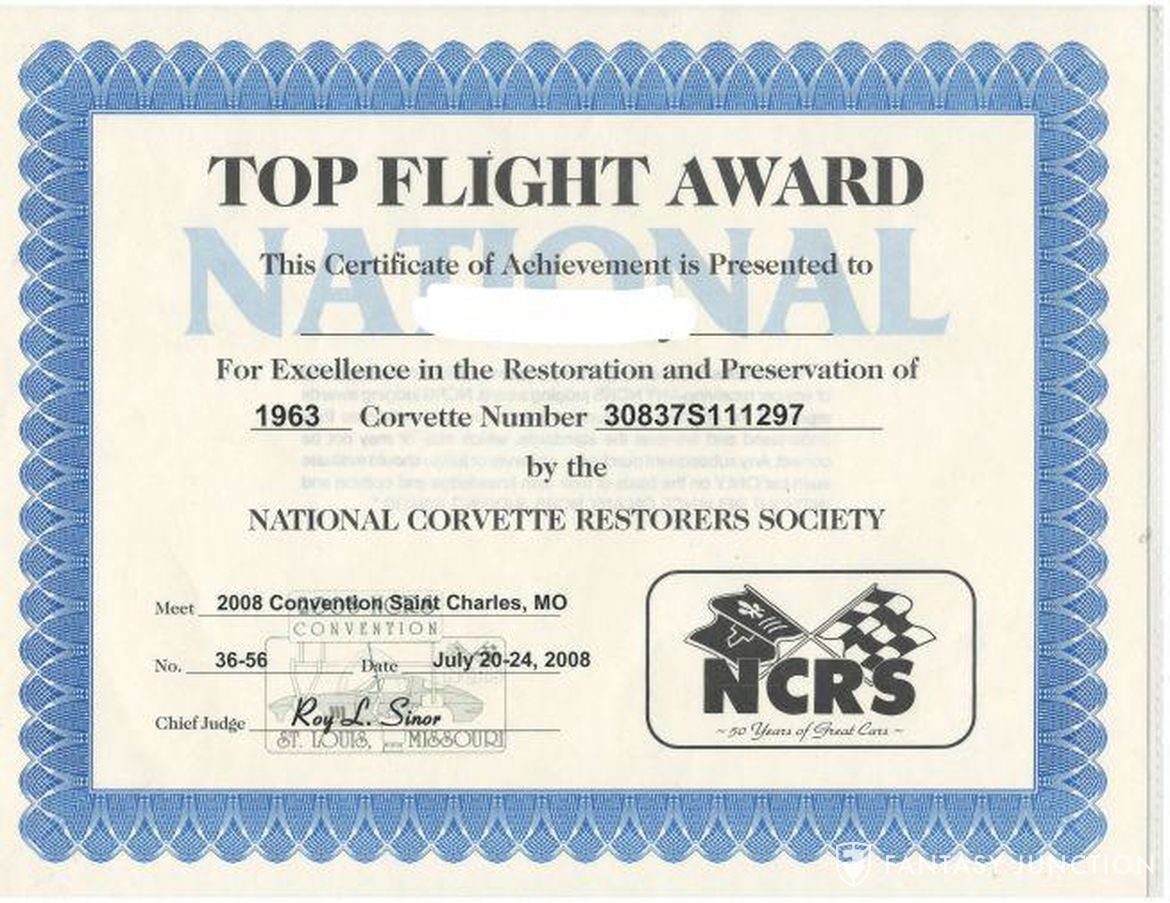 TOP FLIGHT AWARD
NATIONAL
This Certificate of Achievement is Presented to
For Excellence in the Restoration and Preservation of
1963 Corvette Number 30837S111297
by the
NATIONAL CORVETTE RESTORERS SOCIETY
Meet 2008 Convention Saint Charles, MO
CONVENTION
No. 36-56 Date July 20-24, 2008
Chief Judge Roy L. Sinor
ST. LOUIS, MISSOURI
NCRS
~ 50 Years of Great Cars ~
FANTASY JUNCTION